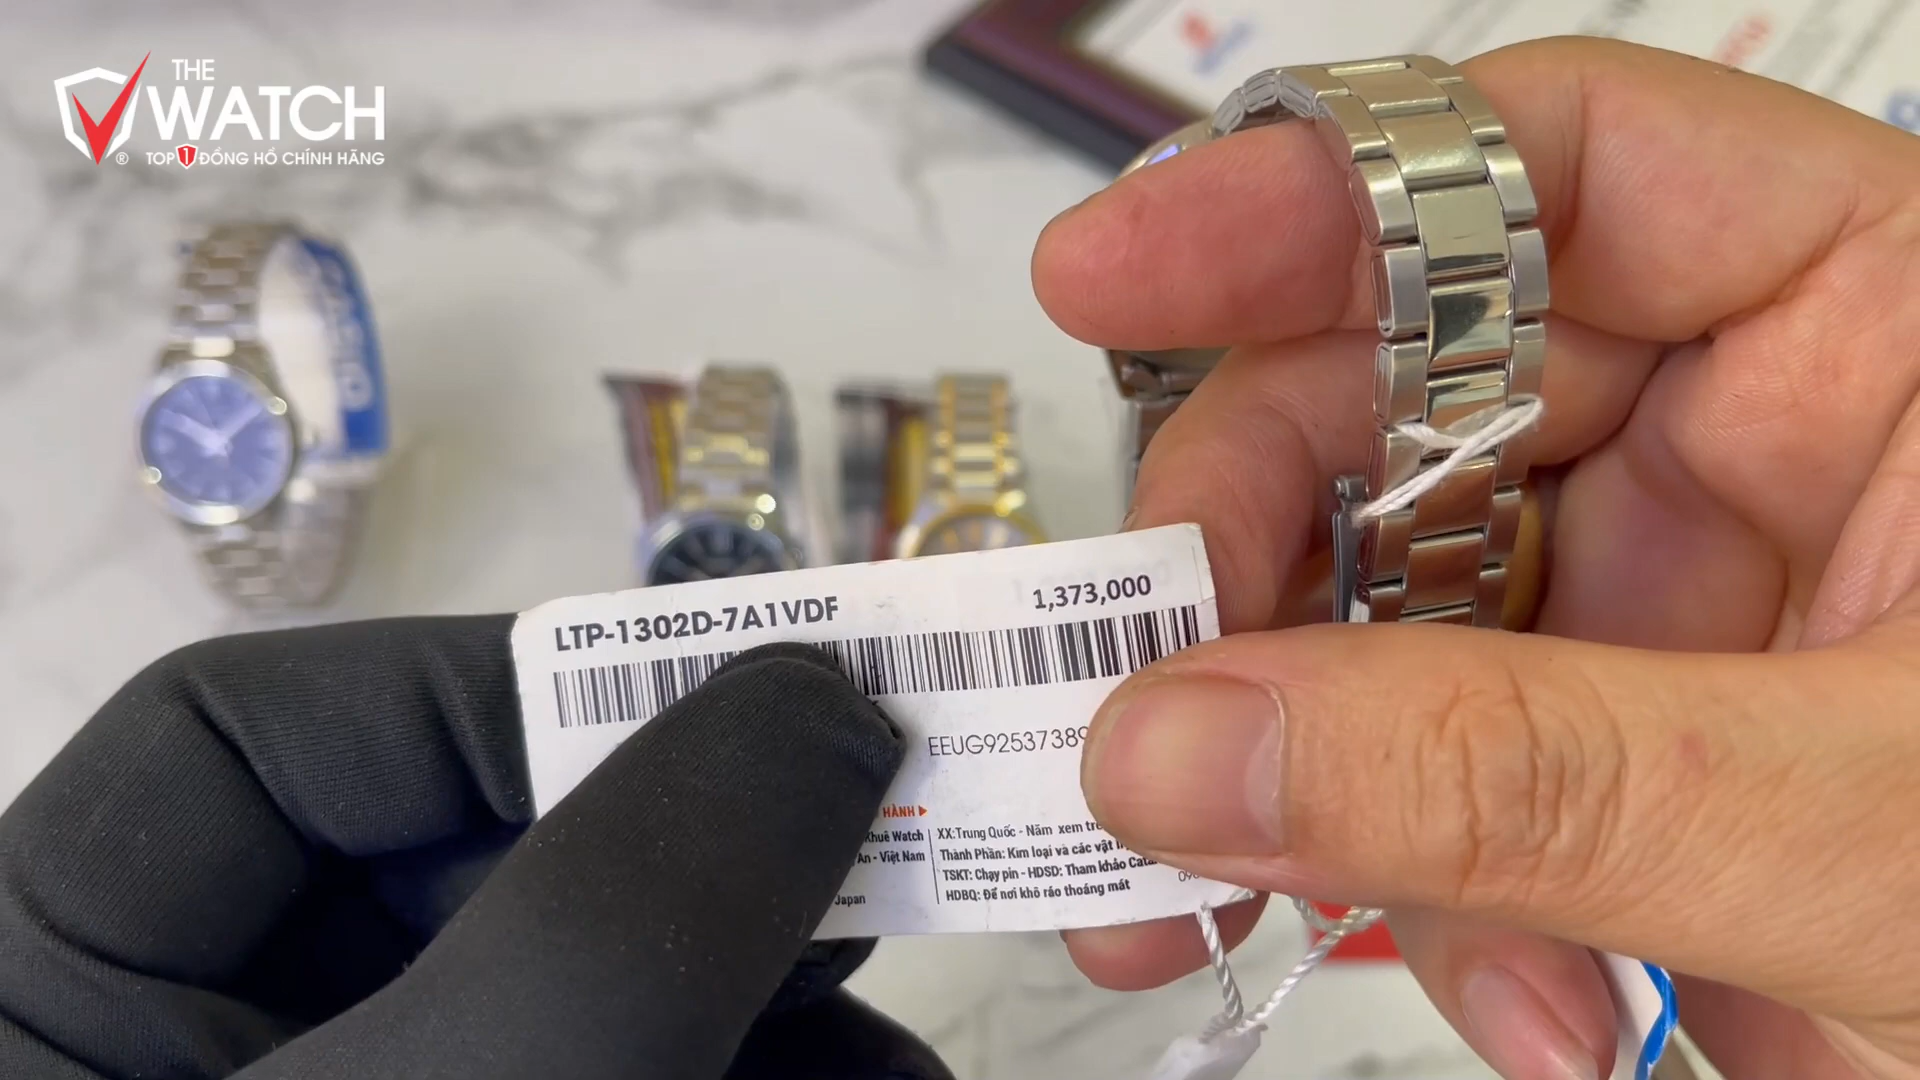 THE
WATCH
®
TOP 1 ĐỒNG HỒ CHÍNH HÃNG
CASIO
LTP-1302D-7A1VDF
1,373,000
EEUG92537389
HÀNH
Khuê Watch
An - Việt Nam
Japan
XX:Trung Quốc - Năm xem
Thành Phần: Kim loại và các vật
TSKT: Chạy pin - HDSD: Tham khảo
HDBQ: Để nơi khô ráo thoáng mát